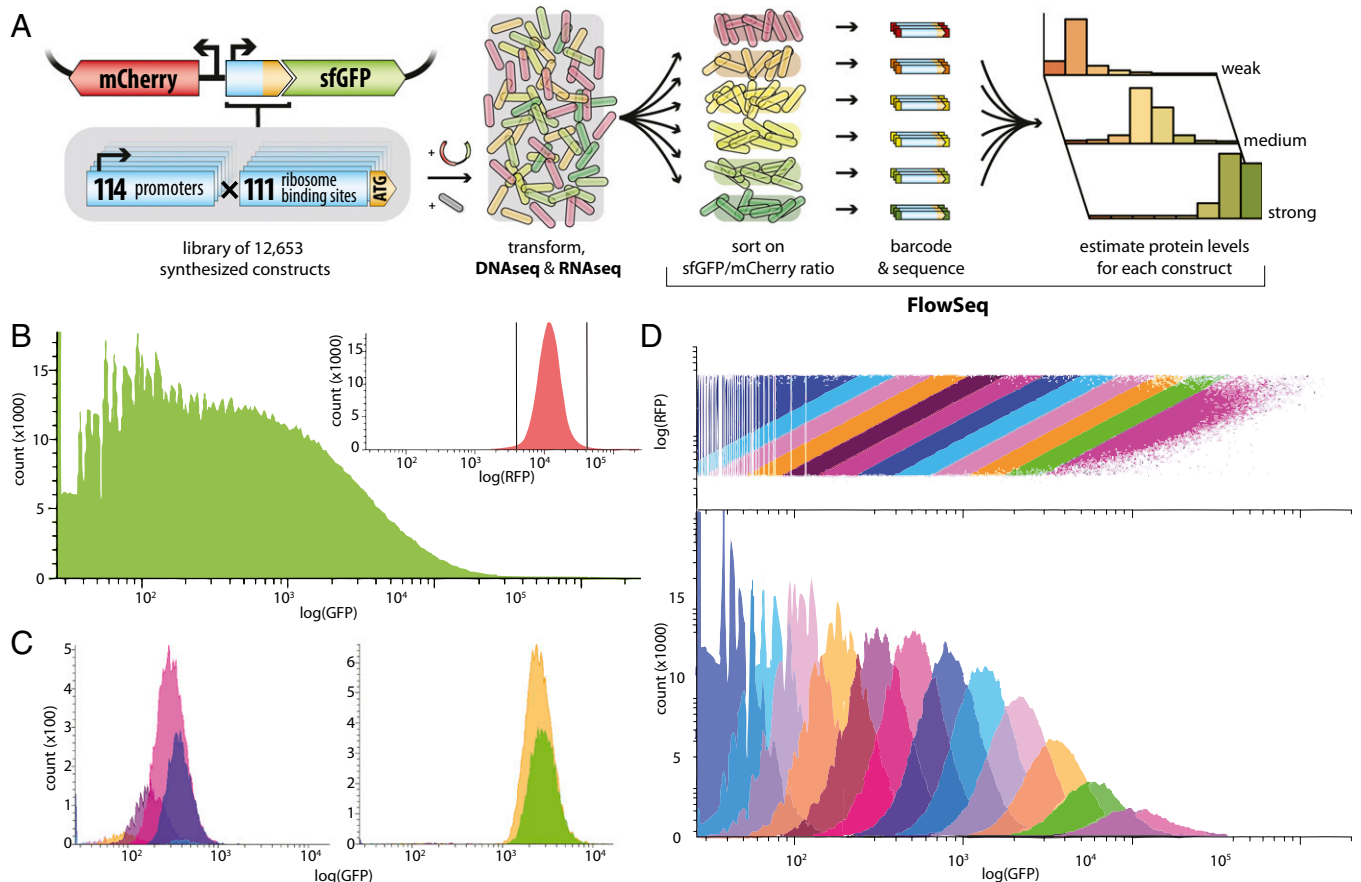 A
mCherry
sfGFP
114 promoters
×
111 ribosome
binding sites
ATG
+
+
library of 12,653
synthesized constructs
transform,
DNAseq & RNAseq
sort on
sfGFP/mCherry ratio
barcode
& sequence
weak
medium
strong
estimate protein levels
for each construct
FlowSeq
B
count (x1000)
15
10
5
0
10²
10³
10⁴
10⁵
log(GFP)
count (x1000)
15
10
5
0
10²
10³
10⁴
10⁵
log(RFP)
C
count (x100)
5
4
3
2
1
0
10²
10³
10⁴
6
5
4
3
2
1
0
10²
10³
10⁴
log(GFP)
D
log(RFP)
count (x1000)
15
10
5
0
10²
10³
10⁴
10⁵
log(GFP)